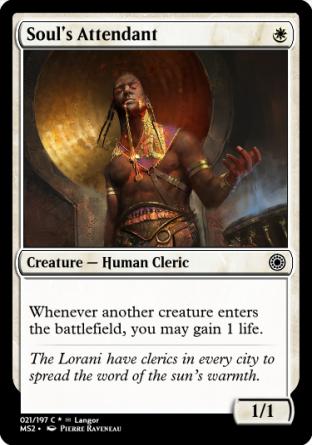 Soul's Attendant
Creature — Human Cleric
Whenever another creature enters
the battlefield, you may gain 1 life.
The Lorani have clerics in every city to
spread the word of the sun's warmth.
1/1
021/197 C * = Langor
MS2 • Pierre Raveneau